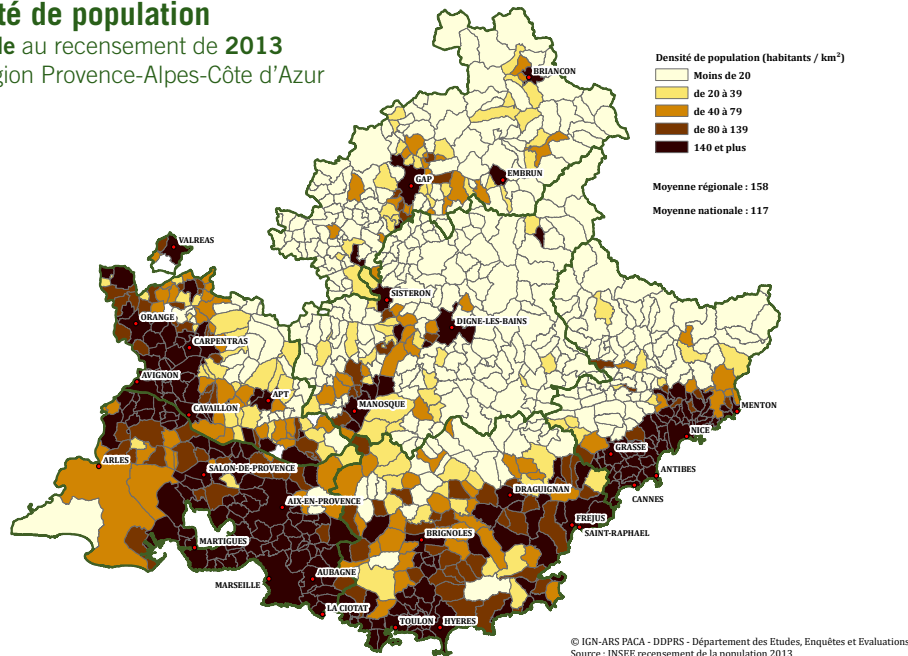 té de population
le au recensement de 2013
gion Provence-Alpes-Côte d'Azur
Densité de population (habitants / km²)
Moins de 20
de 20 à 39
de 40 à 79
de 80 à 139
140 et plus
Moyenne régionale : 158
Moyenne nationale : 117
BRIANCON
GAP
EMBRUN
VALREAS
SISTERON
ORANGE
DIGNE-LES-BAINS
CARPENTRAS
AVIGNON
APT
MANOSQUE
CAVAILLON
MENTON
NICE
GRASSE
ARLES
SALON-DE-PROVENCE
ANTIBES
DRAGUIGNAN
CANNES
AIX-EN-PROVENCE
FREJUS
BRIGNOLES
SAINT-RAPHAEL
MARTIGUES
AUBAGNE
MARSEILLE
LA CIOTAT
TOULON
HYERES
© IGN-ARS PACA - DDPRS - Département des Etudes, Enquêtes et Evaluations
Source : INSEE recensement de la population 2013